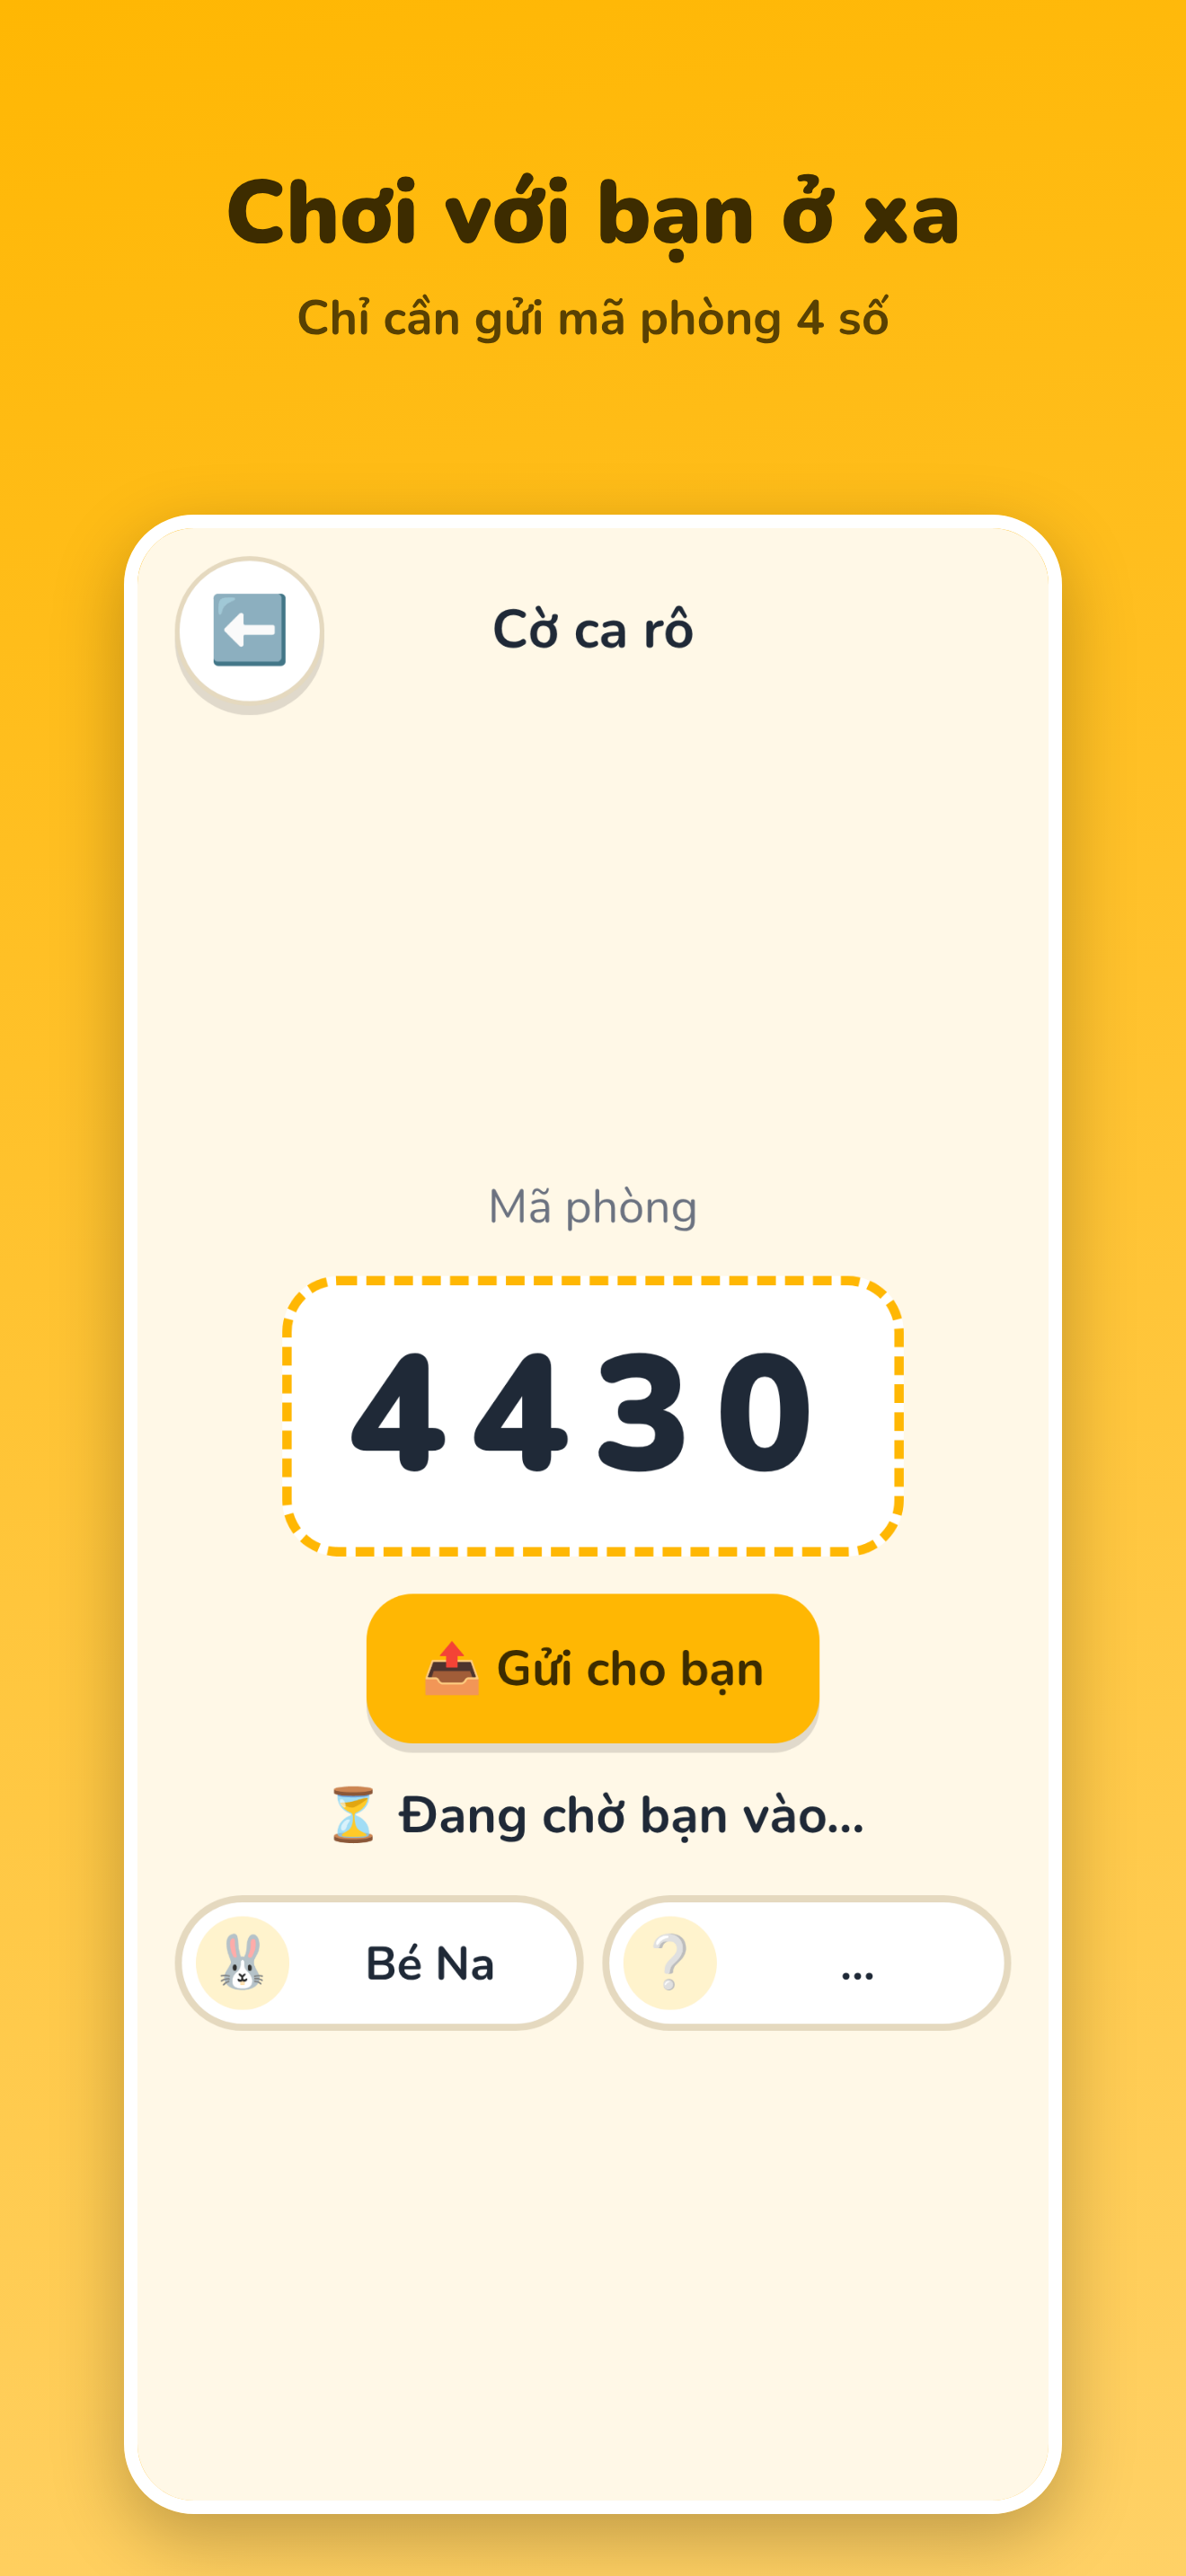 Chơi với bạn ở xa
Chỉ cần gửi mã phòng 4 số
Cờ ca rô
Mã phòng
4430
Gửi cho bạn
Đang chờ bạn vào...
Bé Na
...